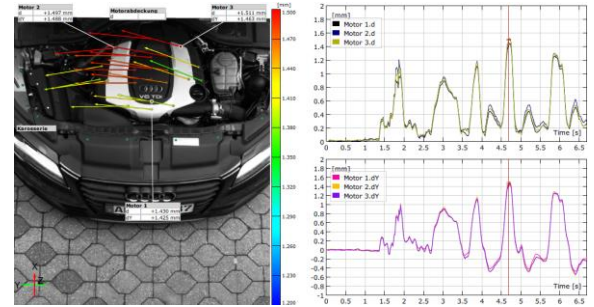 Motor 2
d +1.497 mm
dY +1.488 mm
Motorabdeckung
d
Motor 3
d +1.511 mm
dY +1.487 mm
V6 TDI
Karosserie
Motor 1
d +1.430 mm
dY +1.425 mm
[mm]
1.500
1.470
1.440
1.410
1.380
1.350
1.320
1.290
1.260
1.230
1.200
[mm]
Motor 1.d
Motor 2.d
Motor 3.d
2
1.8
1.6
1.4
1.2
1
0.8
0.6
0.4
0.2
0
Time [s]
0 0.5 1 1.5 2 2.5 3 3.5 4 4.5 5 5.5 6 6.5
[mm]
Motor 1.dY
Motor 2.dY
Motor 3.dY
2
1.8
1.6
1.4
1.2
1
0.8
0.6
0.4
0.2
0
-0.2
-0.4
-0.6
-0.8
-1
Time [s]
0 0.5 1 1.5 2 2.5 3 3.5 4 4.5 5 5.5 6 6.5